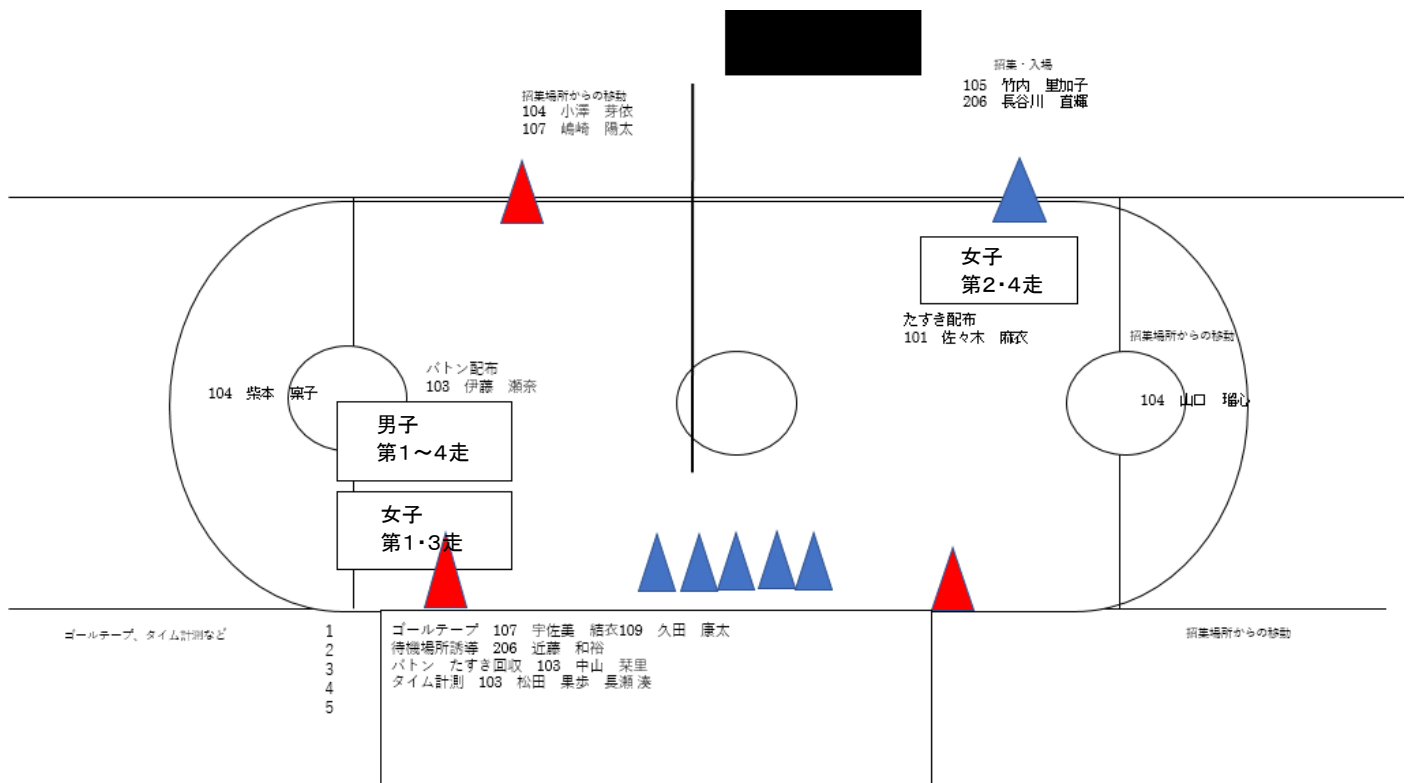 招集・入場
105　竹内　里加子
206　長谷川　直輝
招集場所からの移動
104　小澤　芽依
107　嶋崎　陽太
女子
第2・4走
たすき配布
101　佐々木　麻衣
招集場所からの移動
104　山口　瑠心
バトン配布
103　伊藤　瀬奈
104　柴本　寧子
男子
第1～4走
女子
第1・3走
ゴールテープ、タイム計測など
1
2
3
4
5
ゴールテープ　107　宇佐美　結衣109　久田　康太
待機場所誘導　206　近藤　和裕
バトン　たすき回収　103　中山　栞里
タイム計測　103　松田　果歩　長瀬 湊
招集場所からの移動